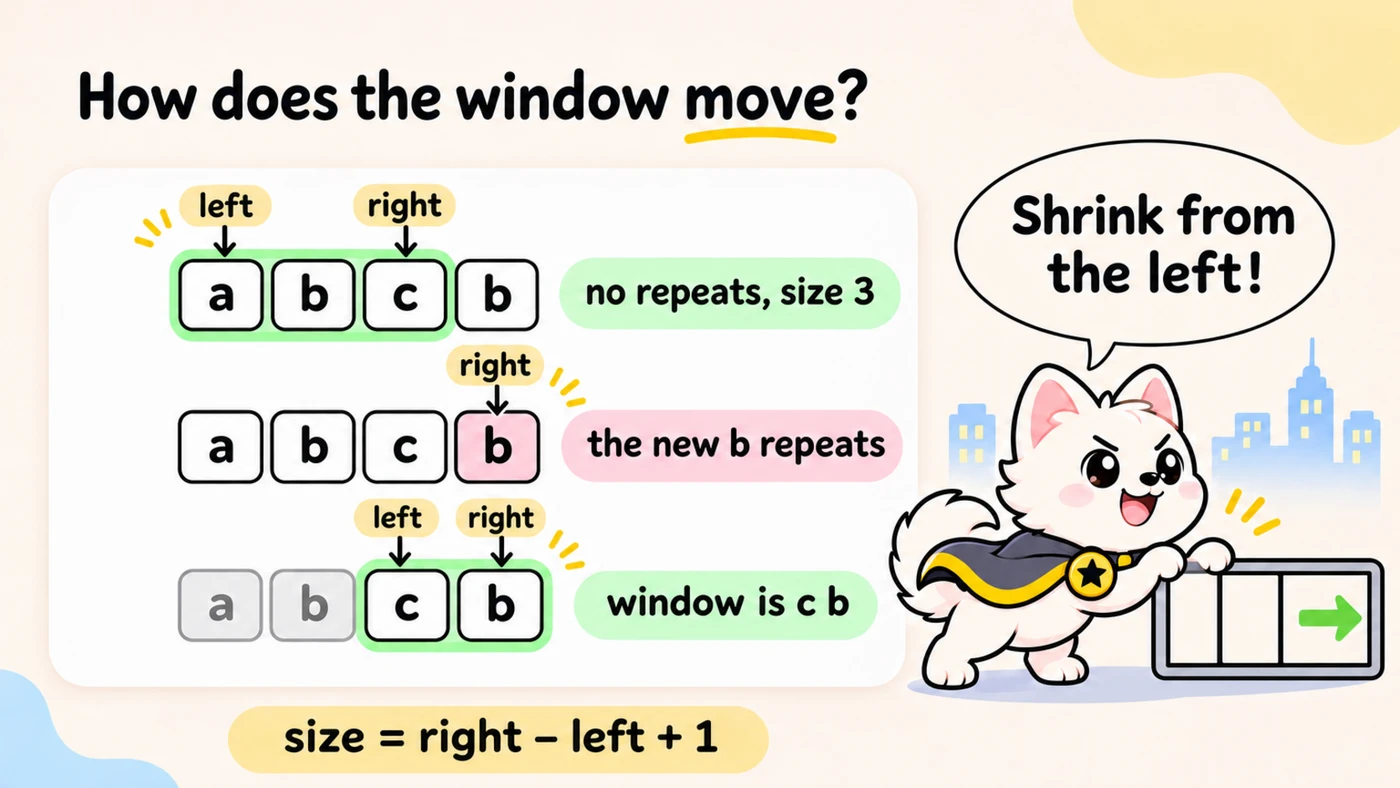 How does the window move?
left right
a b c b no repeats, size 3
right
a b c b the new b repeats
left right
a b c b window is c b
size = right – left + 1
Shrink from
the left!